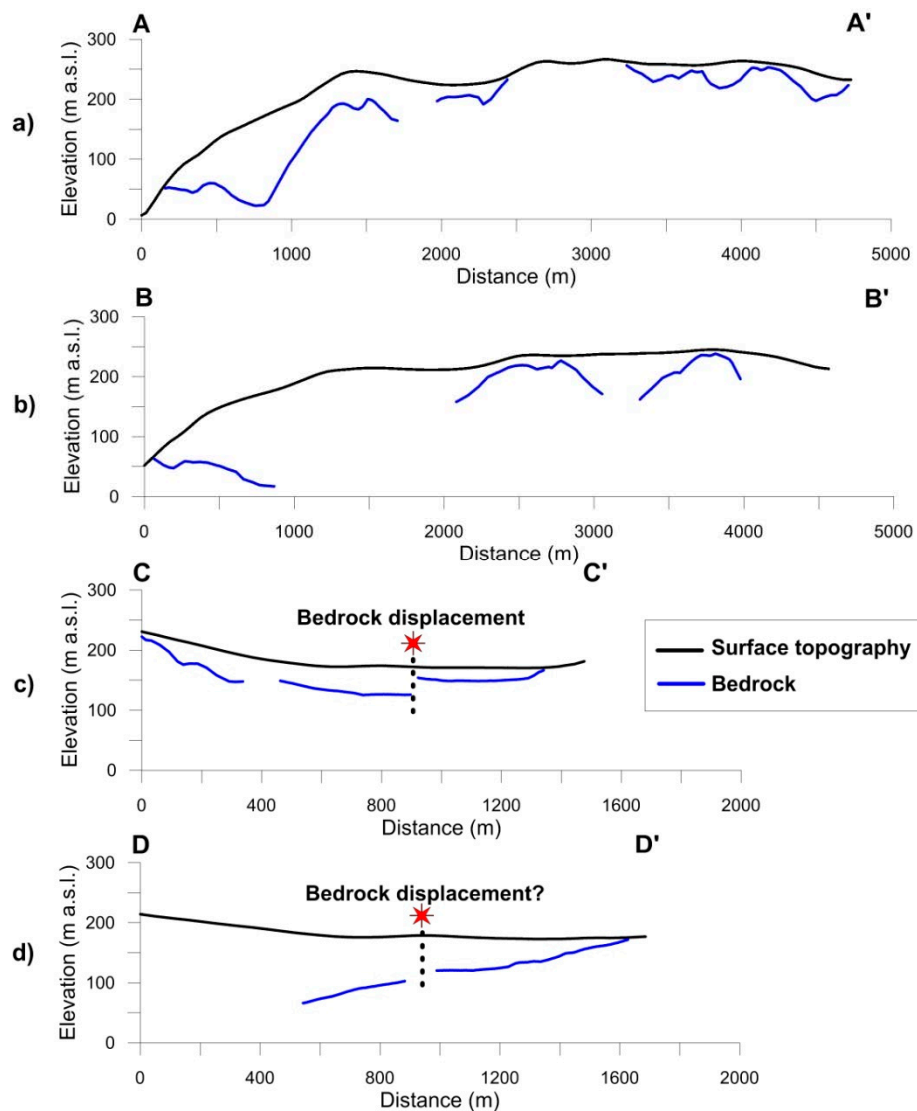 A A'
300
200
100
0
Elevation (m a.s.l.)
a)
0 1000 2000 3000 4000 5000
Distance (m)
B B'
300
200
100
0
Elevation (m a.s.l.)
b)
0 1000 2000 3000 4000 5000
Distance (m)
C C'
300
200
100
0
Elevation (m a.s.l.)
c)
Bedrock displacement
Surface topography
Bedrock
0 400 800 1200 1600 2000
Distance (m)
D D'
300
200
100
0
Elevation (m a.s.l.)
d)
Bedrock displacement?
0 400 800 1200 1600 2000
Distance (m)